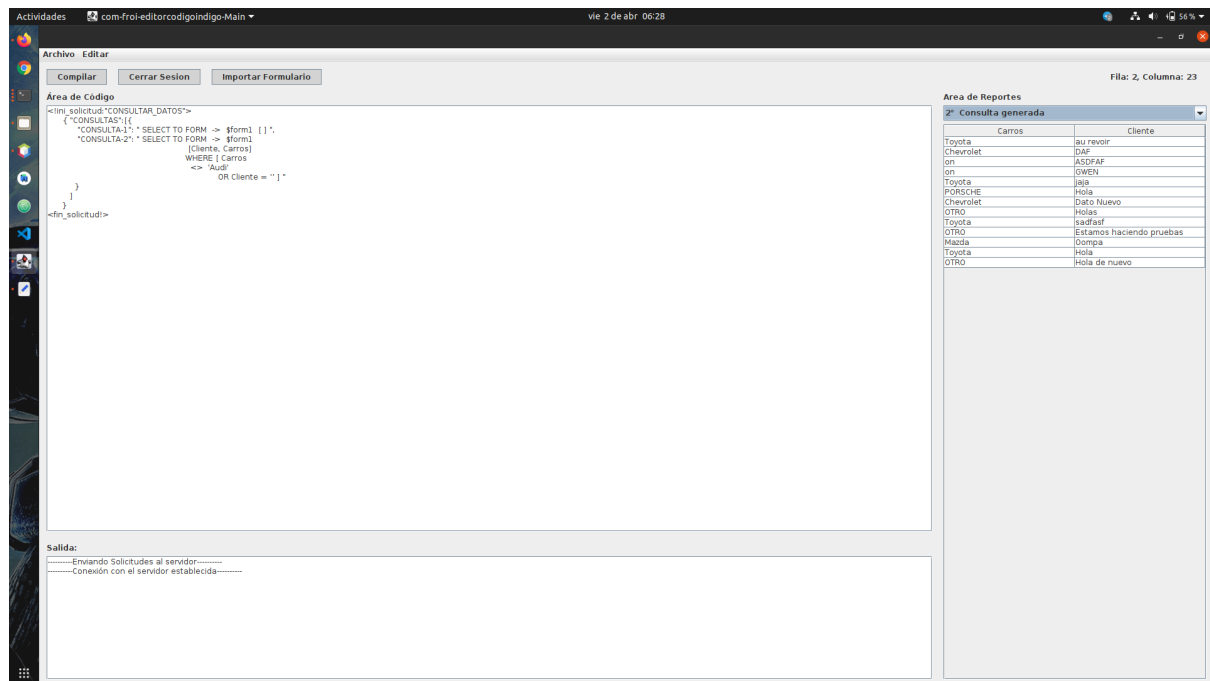 Actividades com-froi-editorcodigoindigo-Main vie 2 de abr 06:28 56 %
Archivo Editar
Compilar Cerrar Sesion Importar Formulario Fila: 2, Columna: 23
Área de Código
<!ini_solicitud:"CONSULTAR_DATOS">
{ "CONSULTAS":[{
"CONSULTA-1": " SELECT TO FORM -> $form1 [ ] ",
"CONSULTA-2": " SELECT TO FORM -> $form1
[Cliente, Carros]
WHERE [ Carros
<> 'Audi'
OR Cliente = '' ] "
}
]
}
<fin_solicitud!>
Area de Reportes
2° Consulta generada
Carros Cliente
Toyota au revoir
Chevrolet DAF
on ASDFAF
on GWEN
Toyota jaja
PORSCHE Hola
Chevrolet Dato Nuevo
OTRO Holas
Toyota sadfasf
OTRO Estamos haciendo pruebas
Mazda Oompa
Toyota Hola
OTRO Hola de nuevo
Salida:
---------Enviando Solicitudes al servidor---------
---------Conexión con el servidor establecida---------